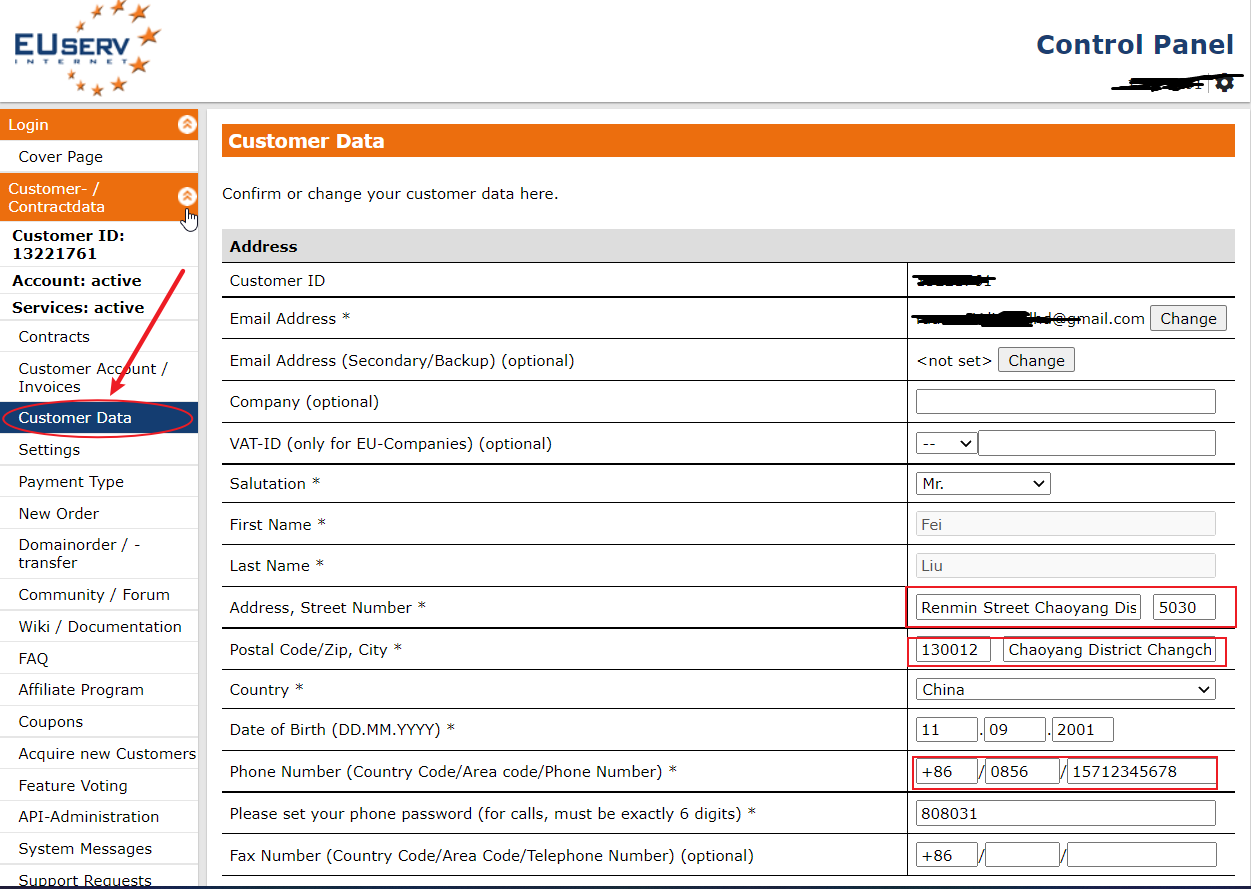 EUSERV
INTERNET
Control Panel
Login
Cover Page
Customer- /
Contractdata
Customer ID:
13221761
Account: active
Services: active
Contracts
Customer Account /
Invoices
Customer Data
Settings
Payment Type
New Order
Domainorder / -
transfer
Community / Forum
Wiki / Documentation
FAQ
Affiliate Program
Coupons
Acquire new Customers
Feature Voting
API-Administration
System Messages
Support Requests
Customer Data
Confirm or change your customer data here.
Address
Customer ID
Email Address * hd@gmail.com Change
Email Address (Secondary/Backup) (optional) <not set> Change
Company (optional)
VAT-ID (only for EU-Companies) (optional) --
Salutation * Mr.
First Name * Fei
Last Name * Liu
Address, Street Number * Renmin Street Chaoyang Dis 5030
Postal Code/Zip, City * 130012 Chaoyang District Changch
Country * China
Date of Birth (DD.MM.YYYY) * 11 . 09 . 2001
Phone Number (Country Code/Area code/Phone Number) * +86 / 0856 / 15712345678
Please set your phone password (for calls, must be exactly 6 digits) * 808031
Fax Number (Country Code/Area Code/Telephone Number) (optional) +86 / /